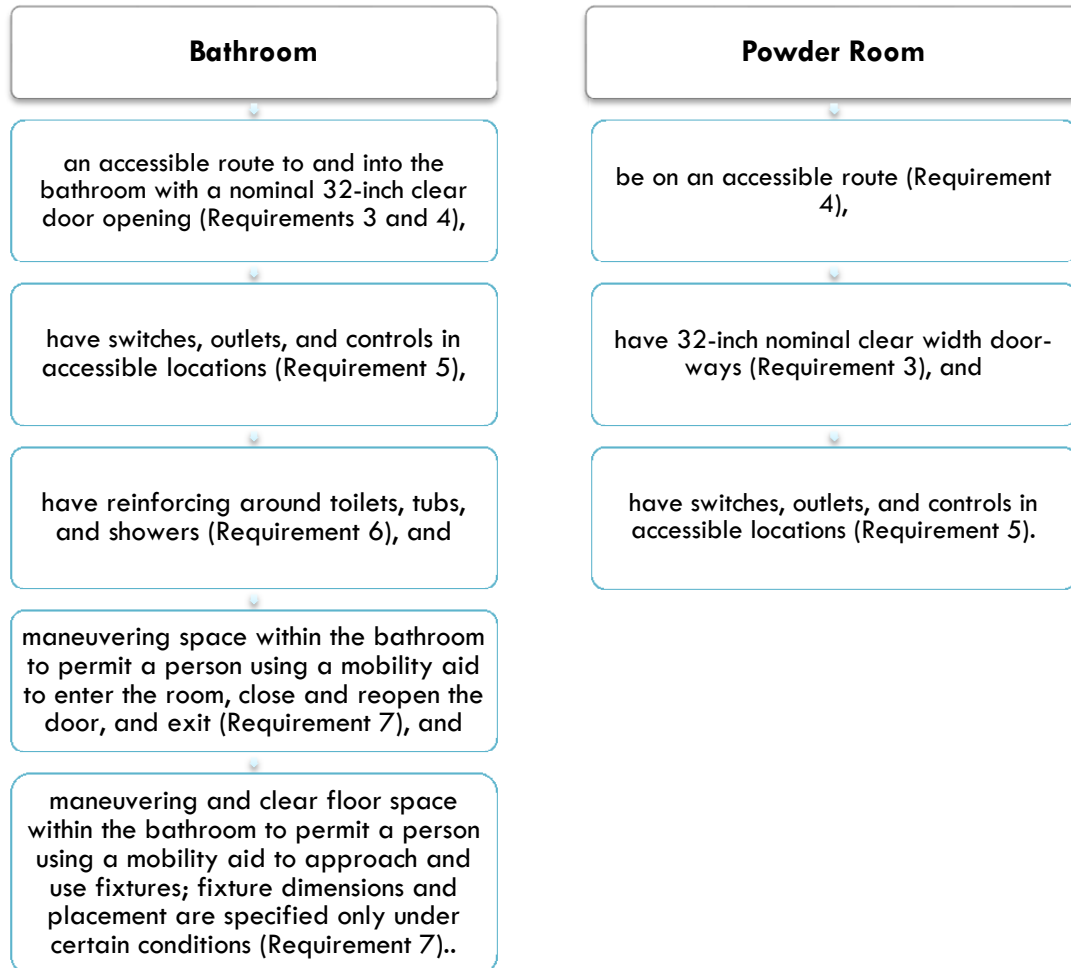 Bathroom
an accessible route to and into the
bathroom with a nominal 32-inch clear
door opening (Requirements 3 and 4),
have switches, outlets, and controls in
accessible locations (Requirement 5),
have reinforcing around toilets, tubs,
and showers (Requirement 6), and
maneuvering space within the bathroom
to permit a person using a mobility aid
to enter the room, close and reopen the
door, and exit (Requirement 7), and
maneuvering and clear floor space
within the bathroom to permit a person
using a mobility aid to approach and
use fixtures; fixture dimensions and
placement are specified only under
certain conditions (Requirement 7)..
Powder Room
be on an accessible route (Requirement
4),
have 32-inch nominal clear width door-
ways (Requirement 3), and
have switches, outlets, and controls in
accessible locations (Requirement 5).